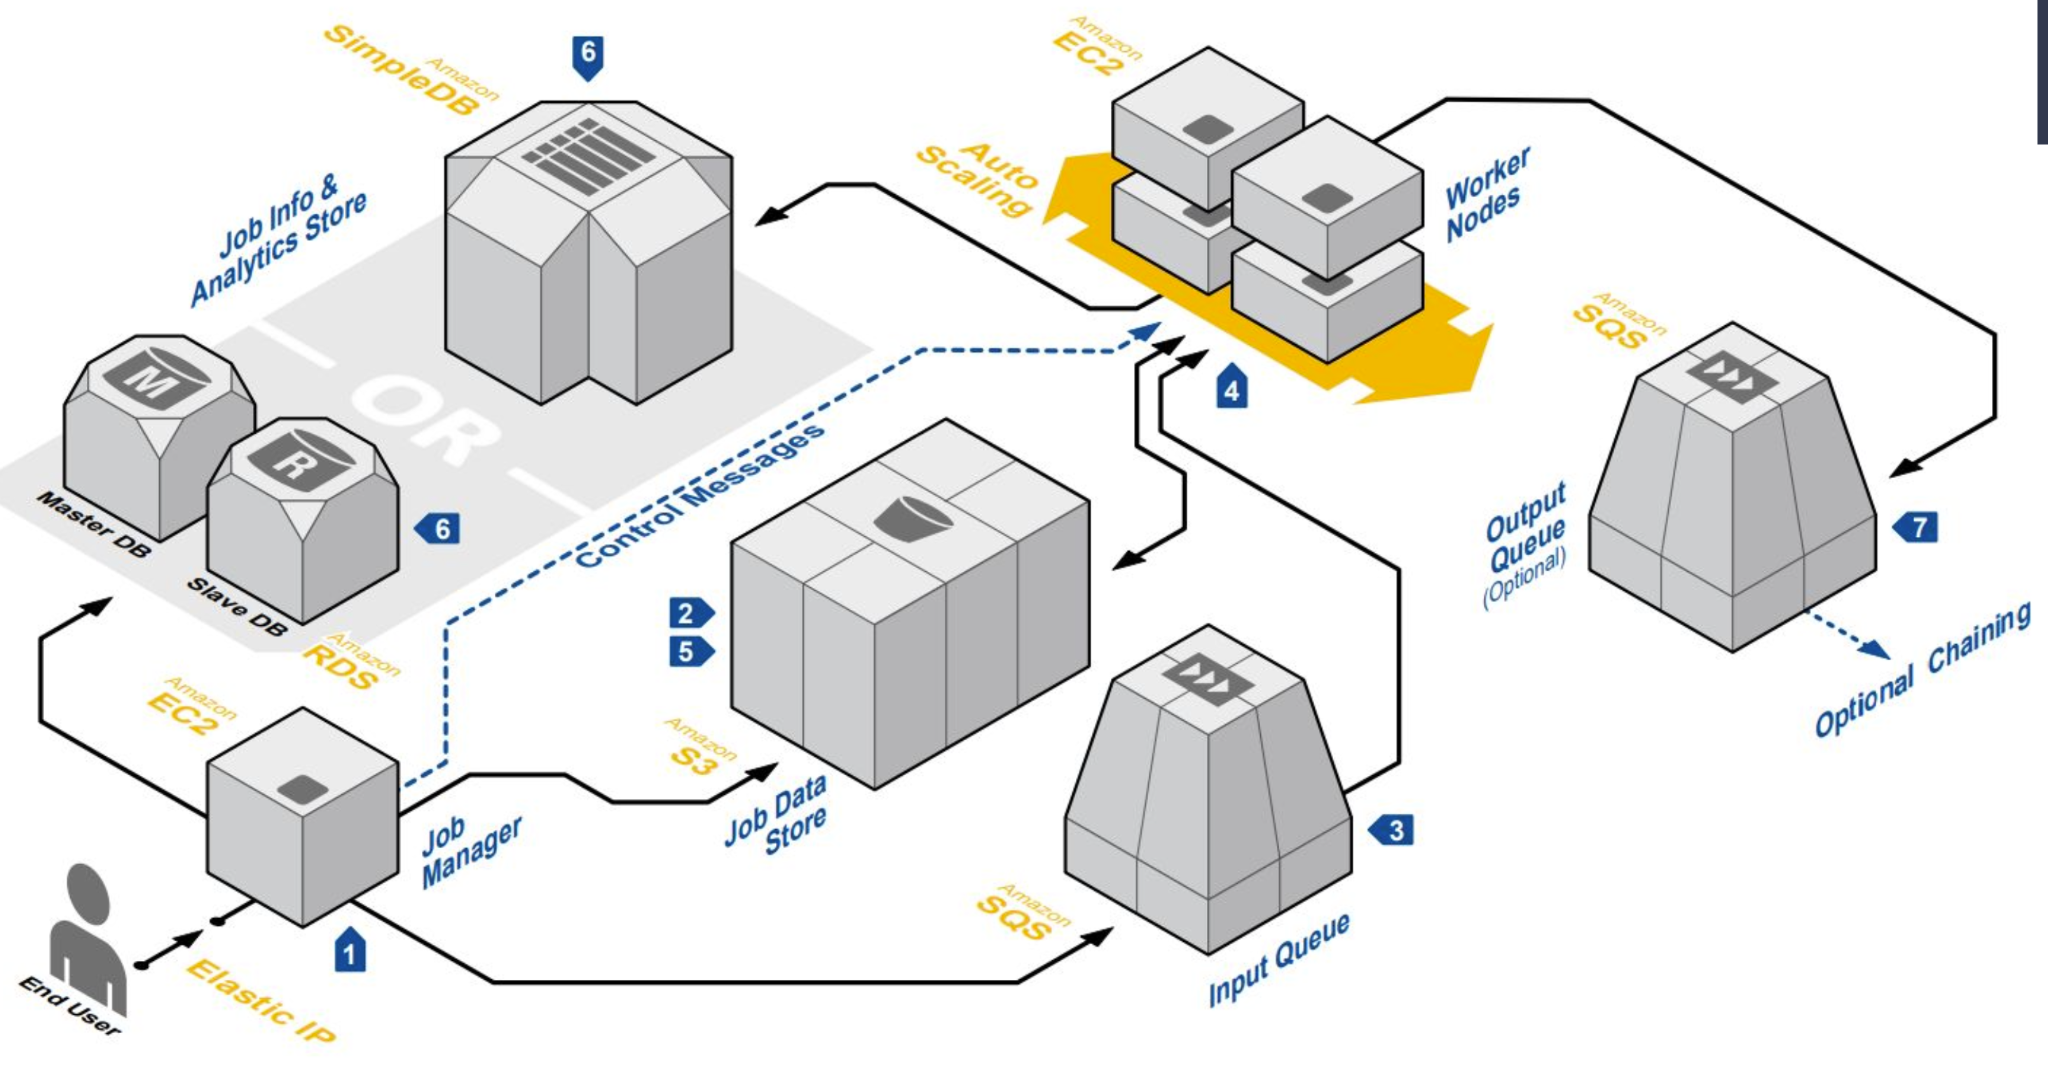 Amazon
SimpleDB
6
Amazon
EC2
Auto
Scaling
Worker
Nodes
Job Info &
Analytics Store
Amazon
SQS
M
OR
R
4
Master DB
6
Control Messages
Output
Queue
(Optional)
7
Slave DB
2
5
Amazon
RDS
Optional Chaining
Amazon
EC2
Amazon
S3
Job Data
Store
Job
Manager
3
Amazon
SQS
Input Queue
1
Elastic IP
End User